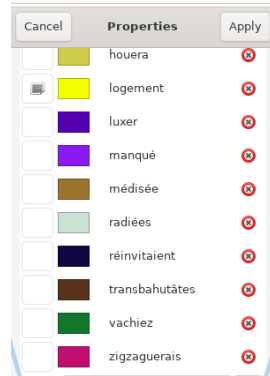 Cancel Properties Apply
houera
logement
luxer
manqué
médisée
radiées
réinvitaient
transbahutâtes
vachiez
zigzaguerais